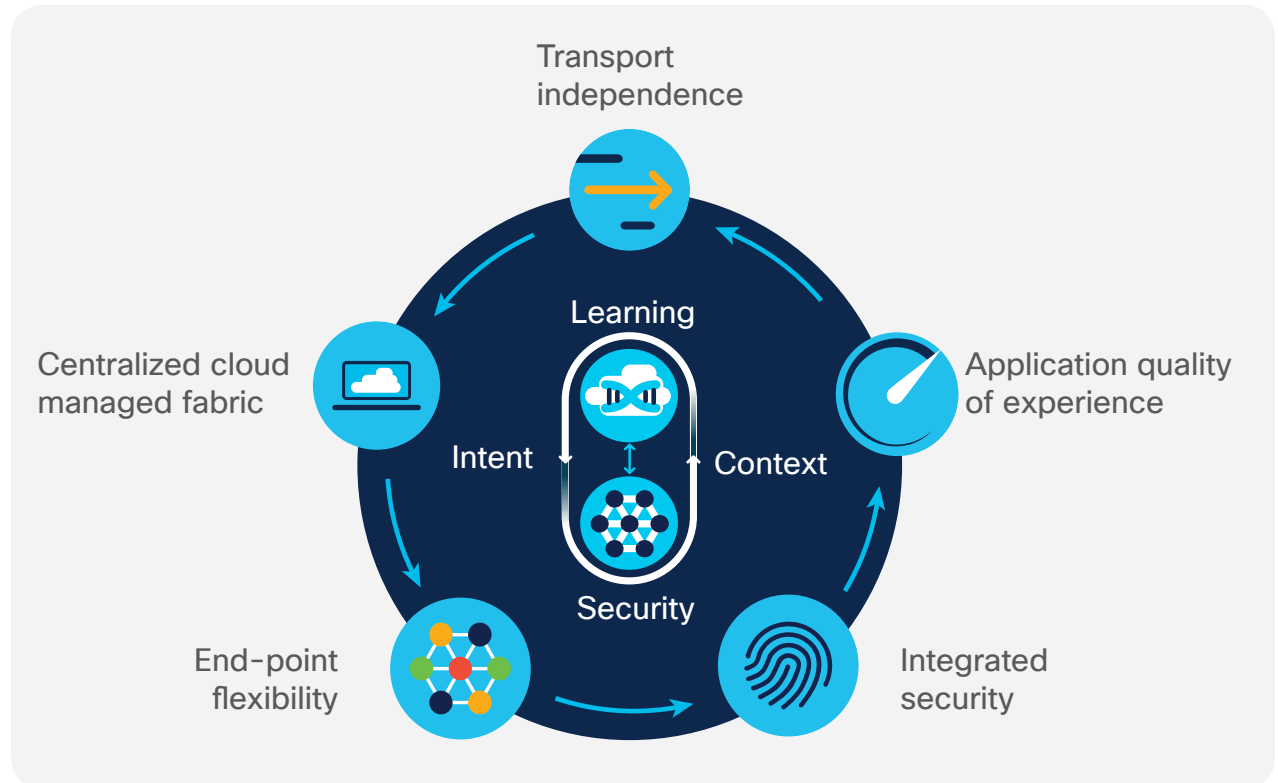 Transport
independence
Learning
Centralized cloud
managed fabric
Application quality
of experience
Intent
Context
Security
End-point
flexibility
Integrated
security